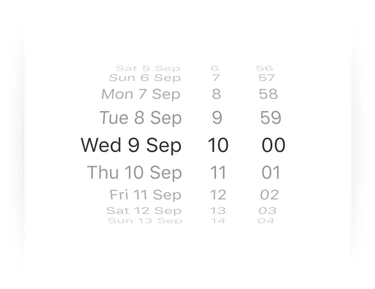 Sat 5 Sep 6 56
Sun 6 Sep 7 57
Mon 7 Sep 8 58
Tue 8 Sep 9 59
Wed 9 Sep 10 00
Thu 10 Sep 11 01
Fri 11 Sep 12 02
Sat 12 Sep 13 03
Sun 13 Sep 14 04